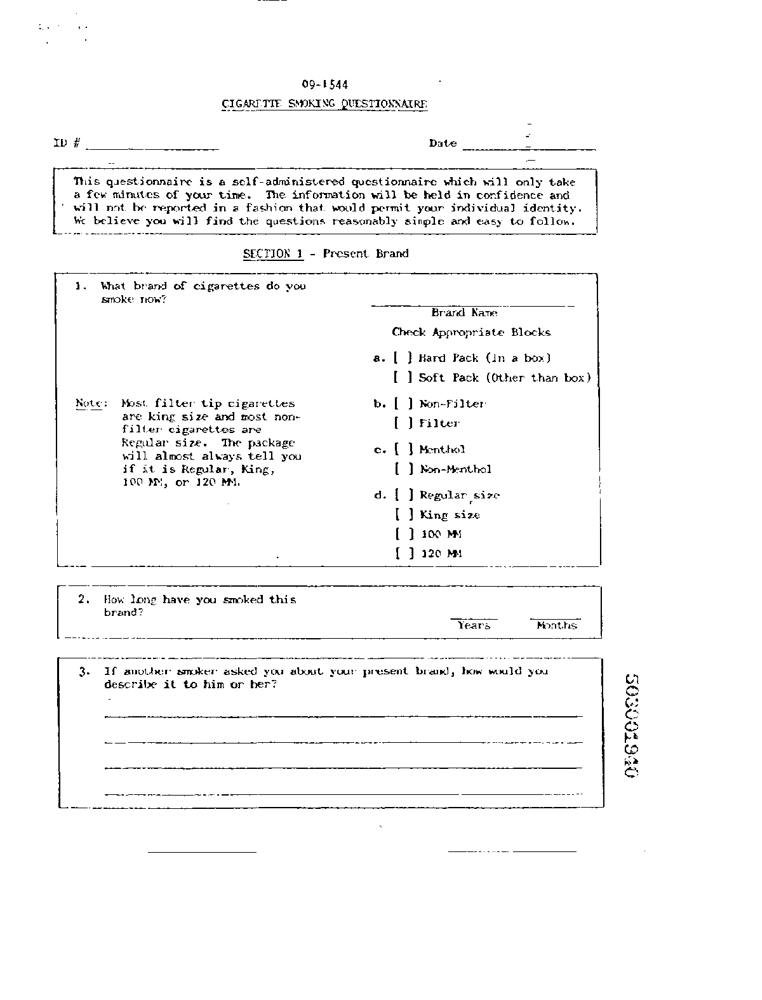 09-1544
CIGARETTE SMOKING QUESTIONNAIRE
ID # Date
This questionnaire is a self-administered questionnaire which will only take
a few minutes of your time. The information will be held in confidence and
will not be reported in a fashion that would permit your individual identity.
We believe you will find the questions reasonably simple and easy to follow.
SECTION 1 - Present Brand
1. What brand of cigarettes do you
smoke now?
Brand Name
Check Appropriate Blocks
a. [ ] Hard Pack (in a box)
[ ] Soft Pack (Other than box)
Note: Most filter tip cigarettes
are king size and most non-
filter cigarettes are
Regular size. The package
will almost always tell you
if it is Regular, King,
100 MM, or 120 MM.
b. [ ] Non-Filter
[ ] Filter
c. [ ] Menthol
[ ] Non-Menthol
d. [ ] Regular size
[ ] King size
[ ] 100 MM
[ ] 120 MM
2. How long have you smoked this
brand?
Years Months
3. If another smoker asked you about your present brand, how would you
describe it to him or her?
503001940